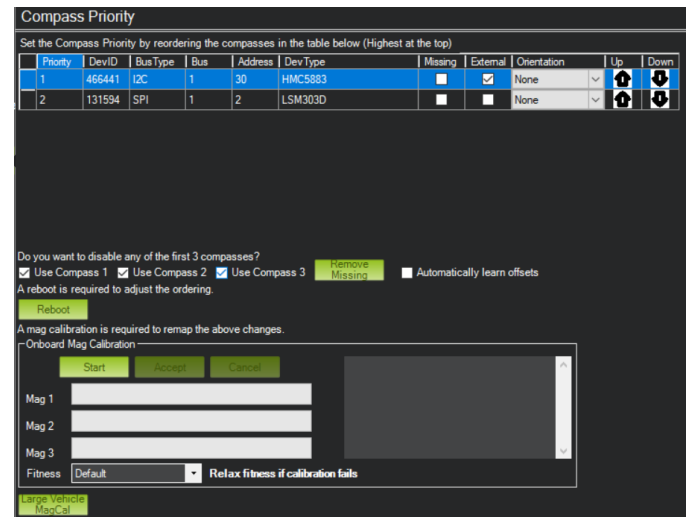 Compass Priority
Set the Compass Priority by reordering the compasses in the table below (Highest at the top)
Priority DevID BusType Bus Address DevType Missing External Orientation Up Down
1 466441 I2C 1 30 HMC5883 None
2 131594 SPI 1 2 LSM303D None
Do you want to disable any of the first 3 compasses?
Use Compass 1 Use Compass 2 Use Compass 3 Remove Missing Automatically learn offsets
A reboot is required to adjust the ordering.
Reboot
A mag calibration is required to remap the above changes.
Onboard Mag Calibration
Start Accept Cancel
Mag 1
Mag 2
Mag 3
Fitness Default Relax fitness if calibration fails
Large Vehicle
MagCal